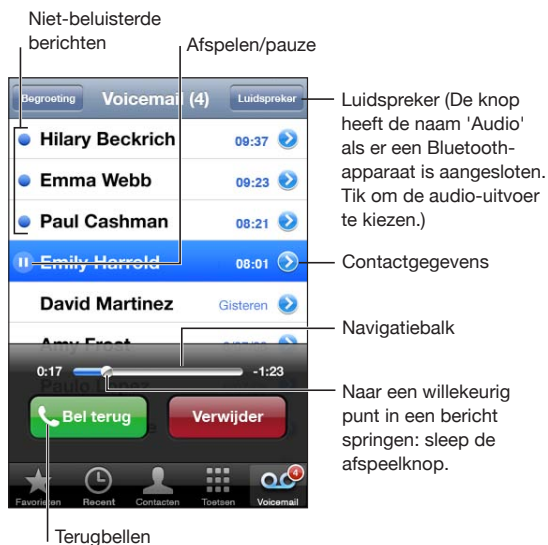 Niet-beluisterde
berichten
Afspelen/pauze
Begroeting
Voicemail (4)
Luidspreker
Hilary Beckrich
09:37
Emma Webb
09:23
Paul Cashman
08:21
Emily Harrold
08:01
David Martinez
Gisteren
Amy Frost
0:17
-1:23
Paulo Lopez
Bel terug
Verwijder
Favorieten
Recent
Contacten
Toetsen
4
Voicemail
Luidspreker (De knop
heeft de naam 'Audio'
als er een Bluetooth-
apparaat is aangesloten.
Tik om de audio-uitvoer
te kiezen.)
Contactgegevens
Navigatiebalk
Naar een willekeurig
punt in een bericht
springen: sleep de
afspeelknop.
Terugbellen